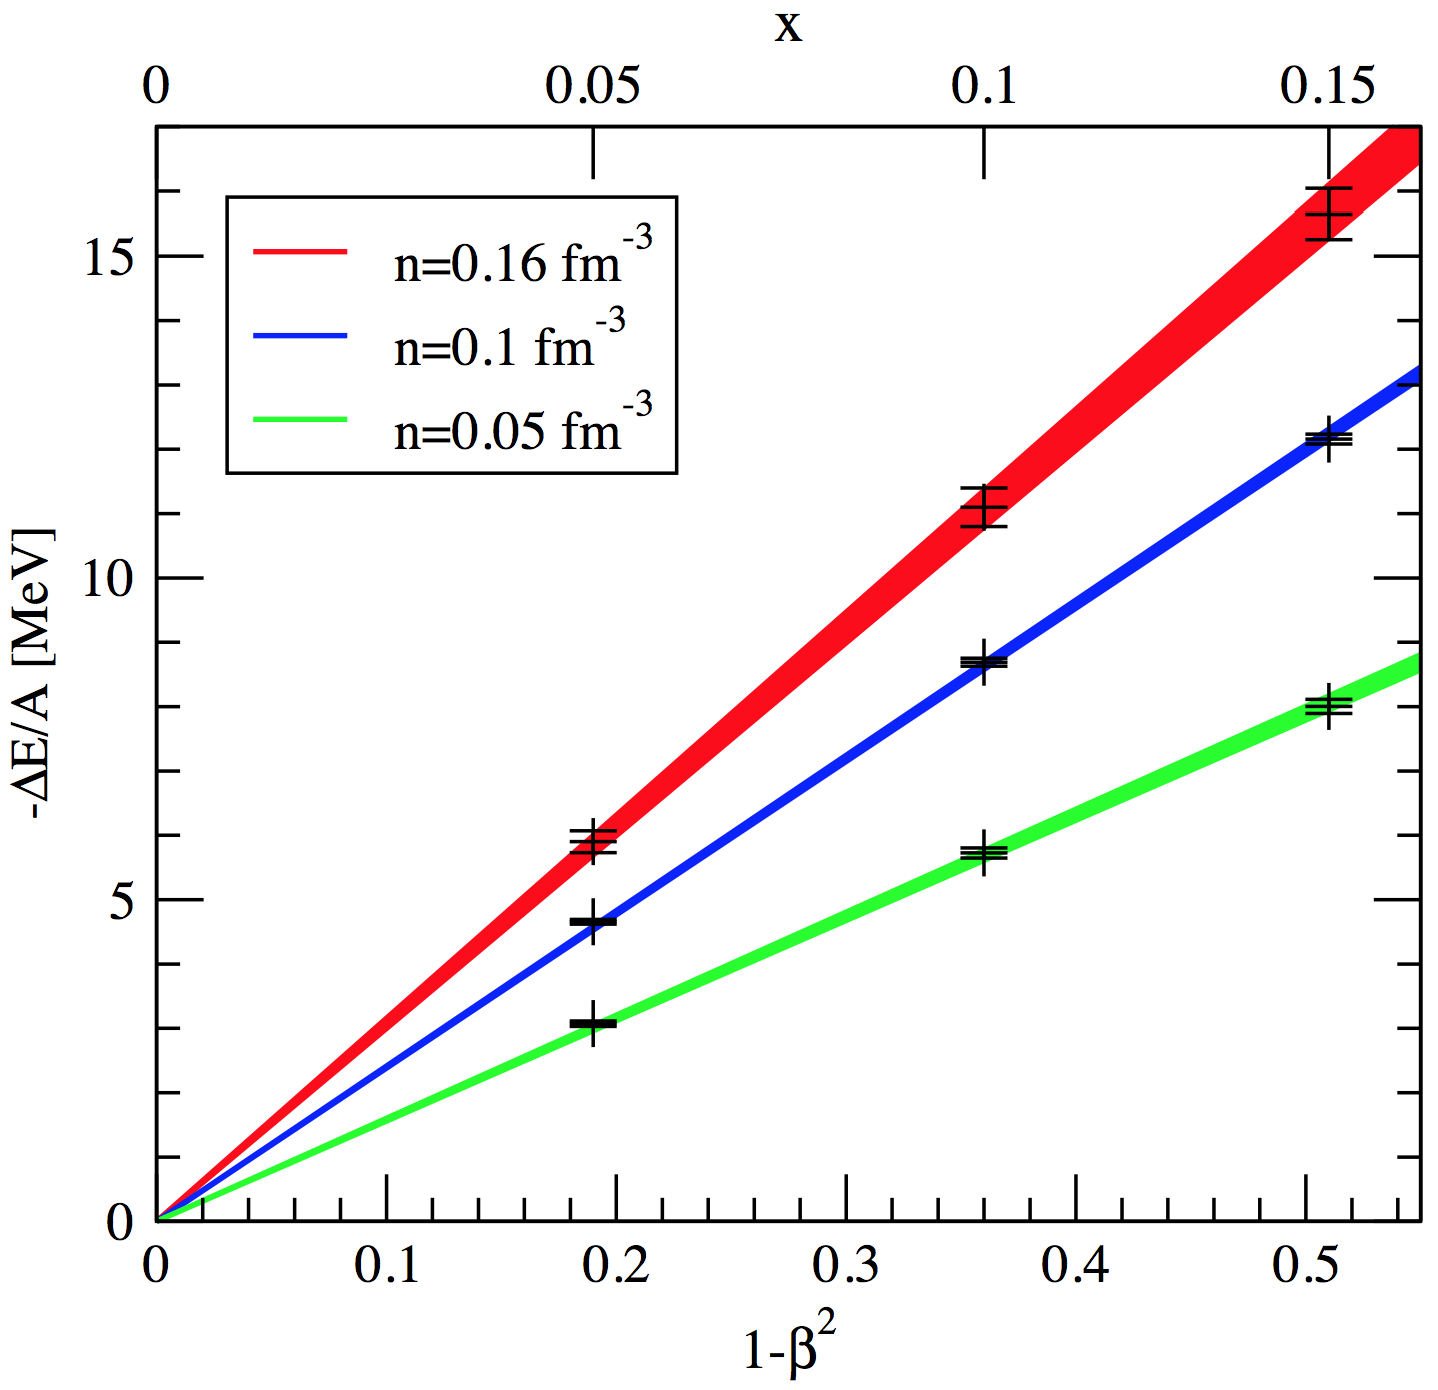 x
0 0.05 0.1 0.15
n=0.16 fm⁻³
n=0.1 fm⁻³
n=0.05 fm⁻³
15
10
5
0
-ΔE/A [MeV]
0 0.1 0.2 0.3 0.4 0.5
1-β²